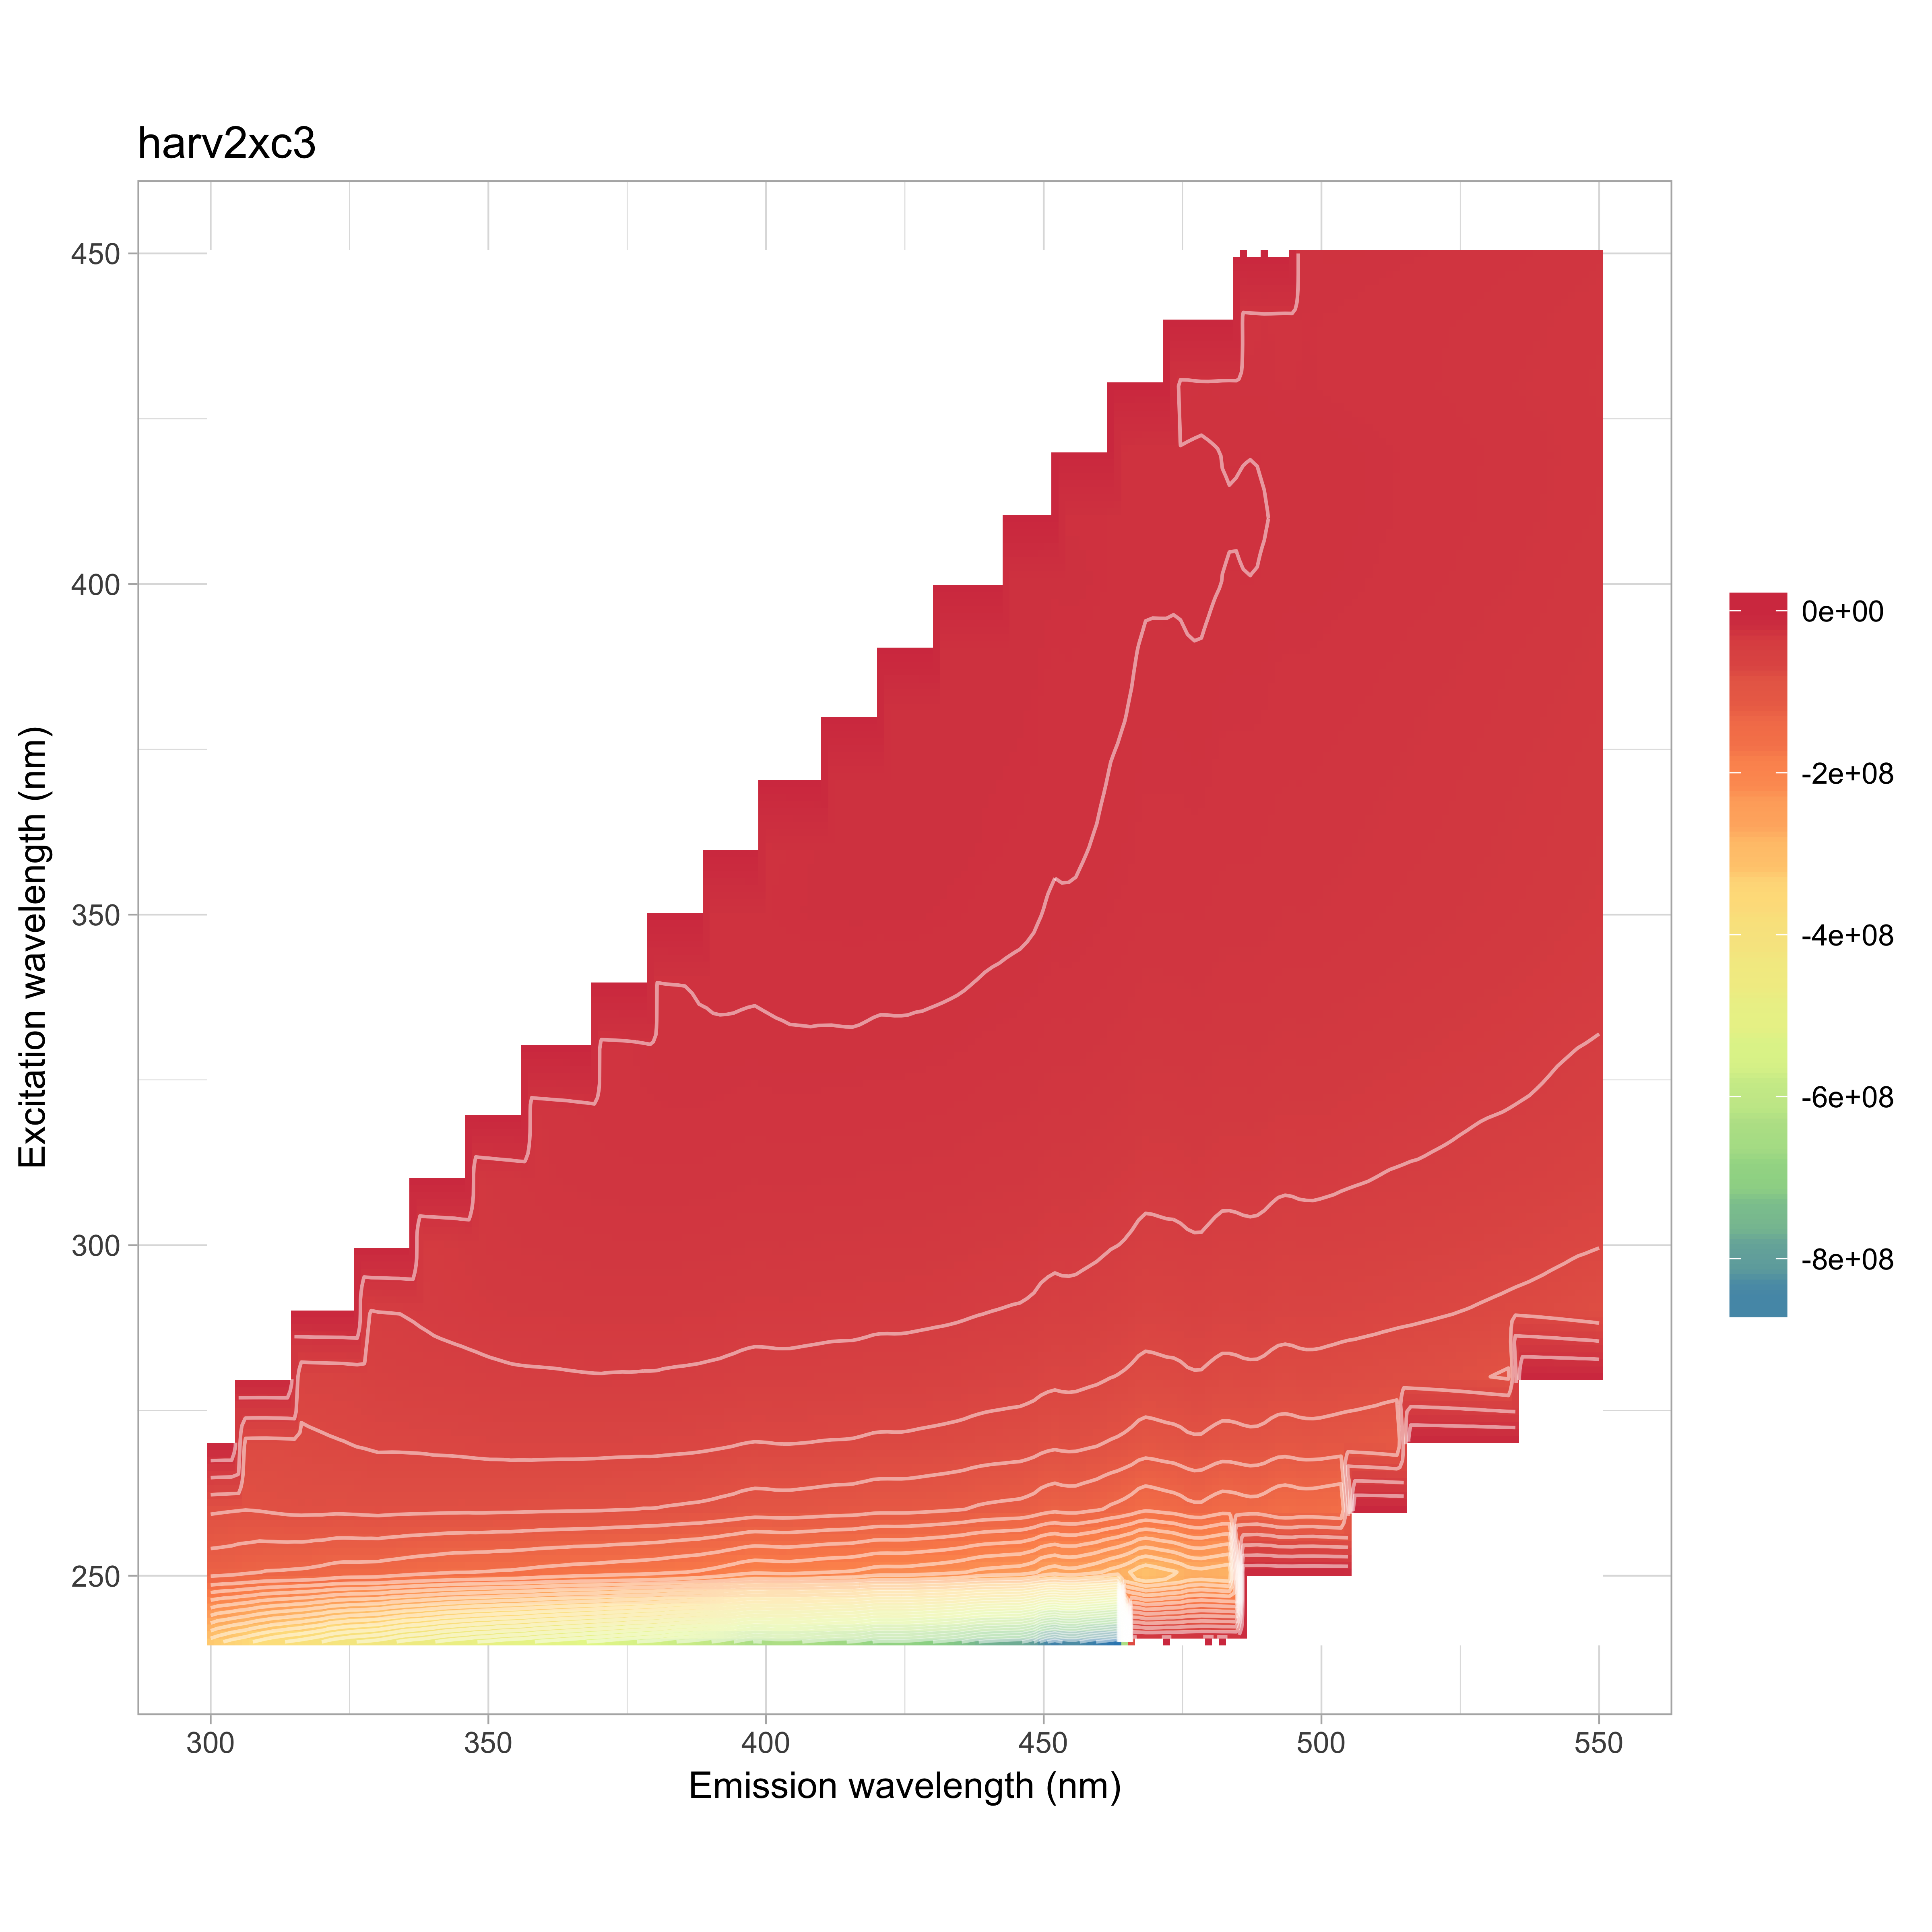 harv2xc3
450
400
350
300
250
Excitation wavelength (nm)
300 350 400 450 500 550
Emission wavelength (nm)
0e+00
-2e+08
-4e+08
-6e+08
-8e+08